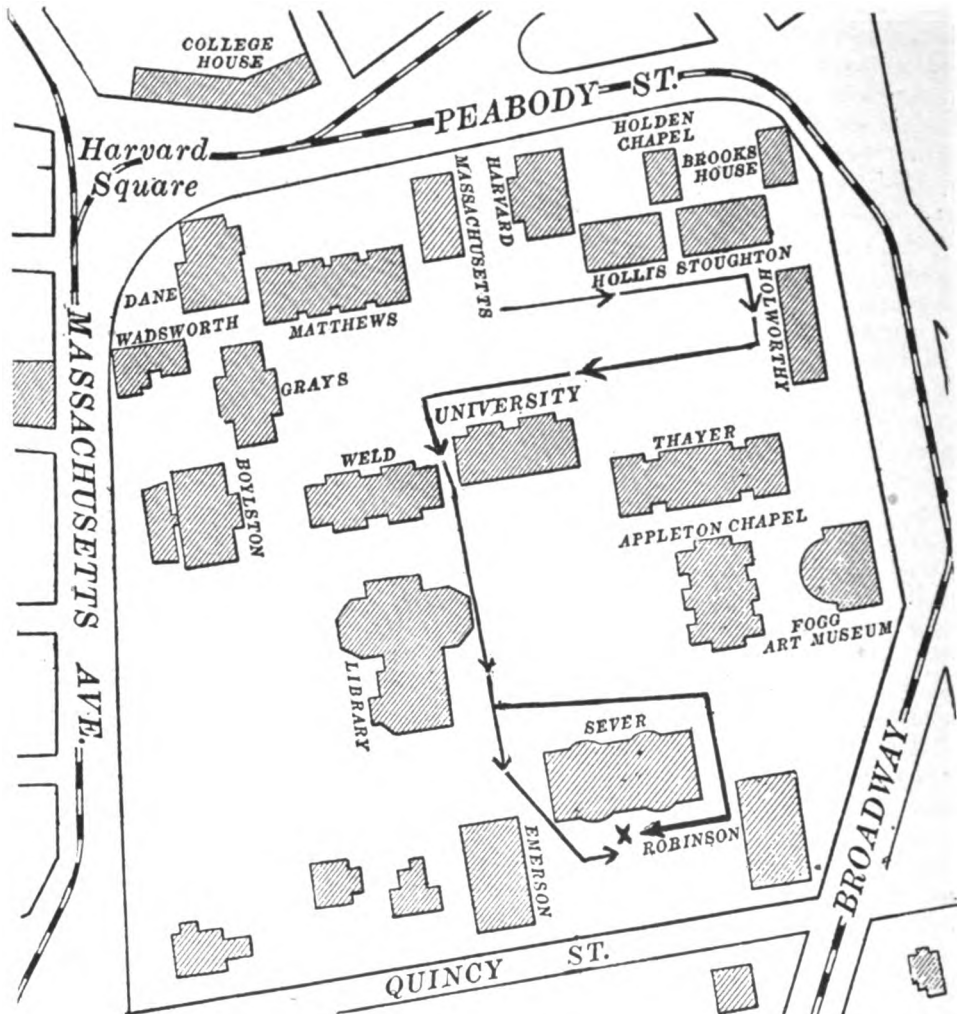 COLLEGE
HOUSE
PEABODY ST.
Harvard
Square
HOLDEN
CHAPEL
BROOKS
HOUSE
MASSACHUSETTS
HARVARD
HOLLIS
STOUGHTON
HOLWORTHY
DANE
WADSWORTH
MATTHEWS
GRAYS
MASSACHUSETTS AVE.
UNIVERSITY
WELD
THAYER
BOYLSTON
APPLETON CHAPEL
FOGG
ART MUSEUM
LIBRARY
SEVER
ROBINSON
EMERSON
BROADWAY
QUINCY ST.